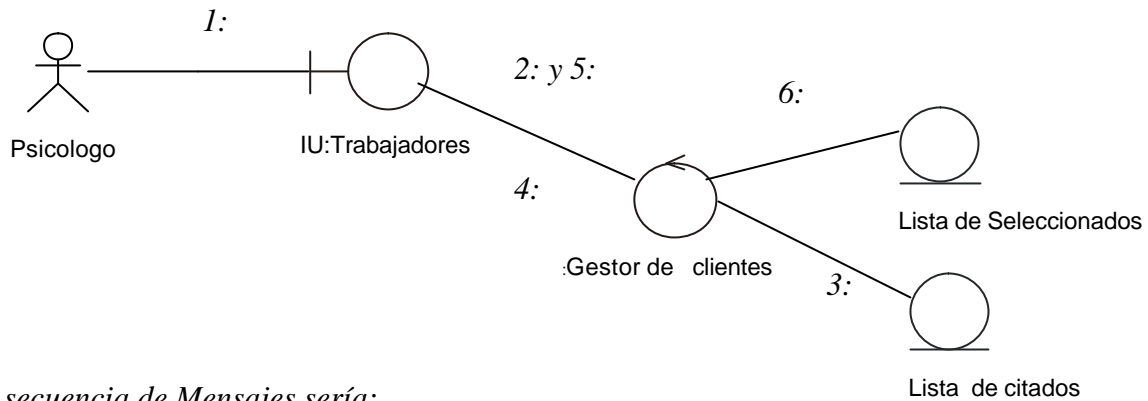 1:
2: y 5:
6:
Psicologo
IU:Trabajadores
4:
Lista de Seleccionados
:Gestor de clientes
3:
Lista de citados
secuencia de Mensajes sería: